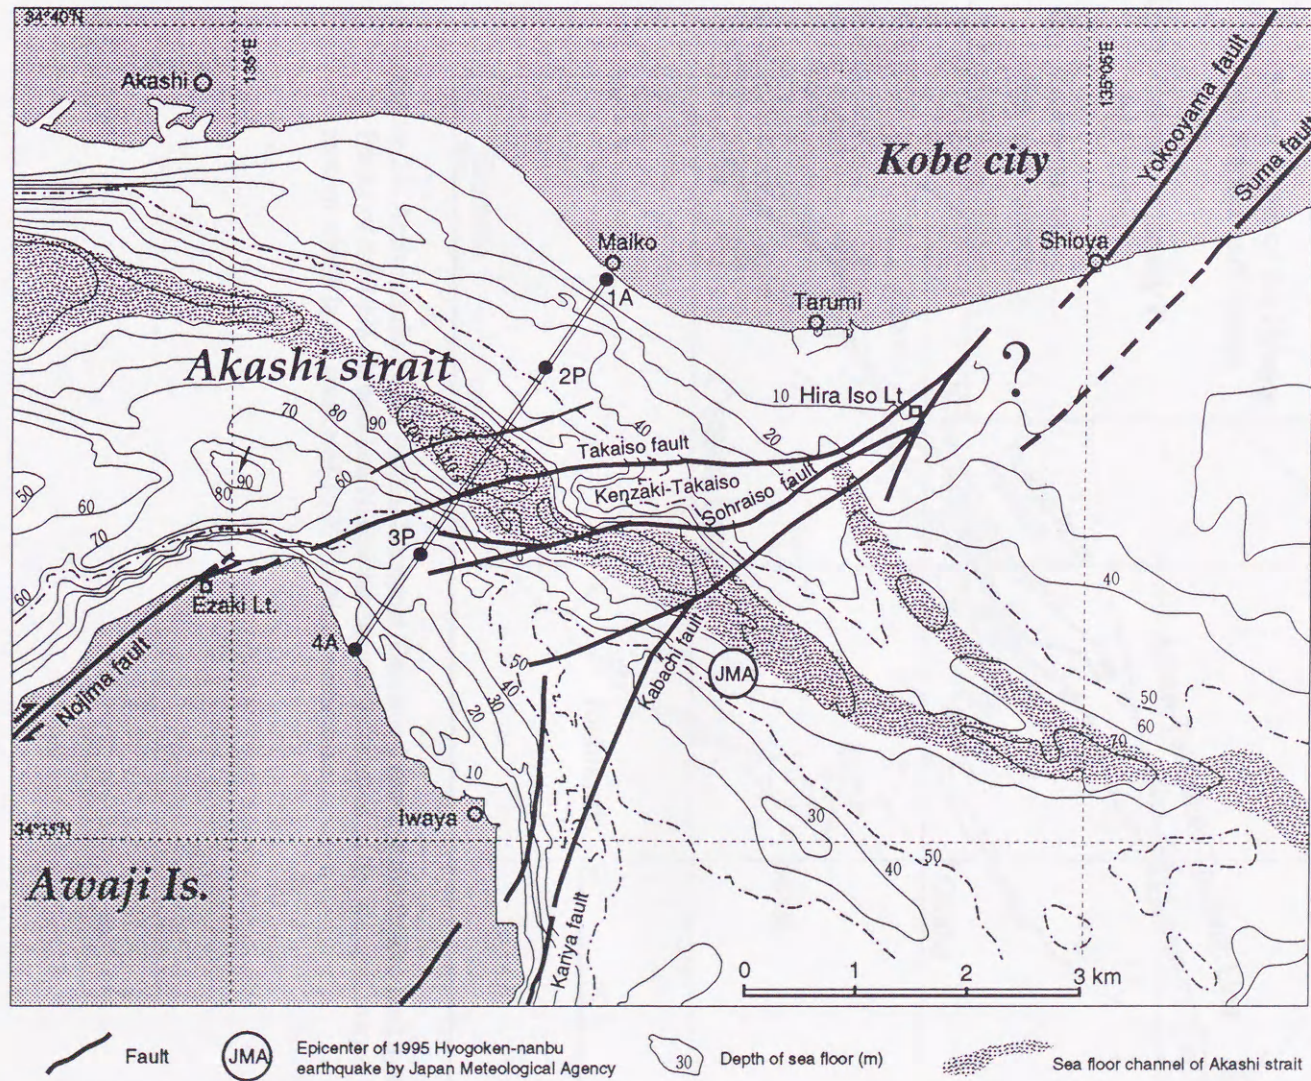 34°40'N
135°E
135°05'E
Akashi
Kobe city
Yokooyama fault
Suma fault
Maiko
Shioya
1A
Tarumi
Akashi strait
2P
?
10
Hira Iso Lt.
70
80
90
100
110
40
20
Takaiso fault
50
60
80
90
60
Kenzaki-Takaiso
Sohraiso fault
70
3P
40
60
Ezaki Lt.
4A
50
Kabachi fault
JMA
Nojima fault
40
30
20
50
60
70
10
Iwaya
30
34°35'N
40
50
Awaji Is.
Kariya fault
0 1 2 3 km
Fault
JMA
Epicenter of 1995 Hyogoken-nanbu
earthquake by Japan Meteological Agency
30
Depth of sea floor (m)
Sea floor channel of Akashi strait